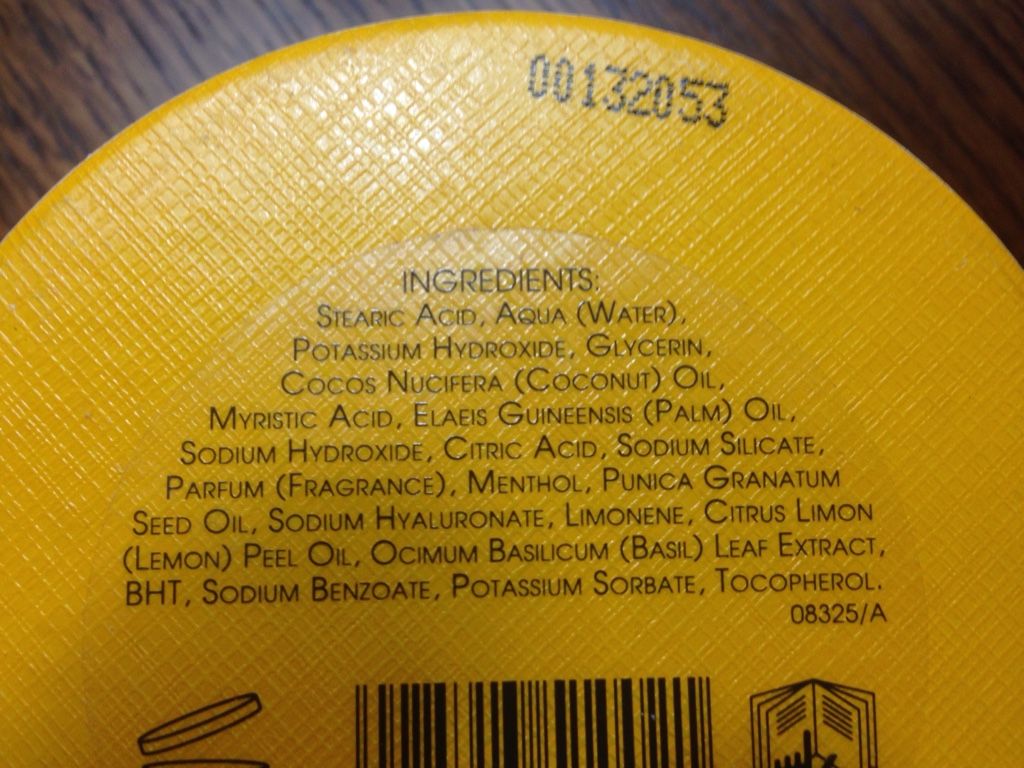 00132053
INGREDIENTS:
STEARIC ACID, AQUA (WATER),
POTASSIUM HYDROXIDE, GLYCERIN,
COCOS NUCIFERA (COCONUT) OIL,
MYRISTIC ACID, ELAEIS GUINEENSIS (PALM) OIL,
SODIUM HYDROXIDE, CITRIC ACID, SODIUM SILICATE,
PARFUM (FRAGRANCE), MENTHOL, PUNICA GRANATUM
SEED OIL, SODIUM HYALURONATE, LIMONENE, CITRUS LIMON
(LEMON) PEEL OIL, OCIMUM BASILICUM (BASIL) LEAF EXTRACT,
BHT, SODIUM BENZOATE, POTASSIUM SORBATE, TOCOPHEROL.
08325/A